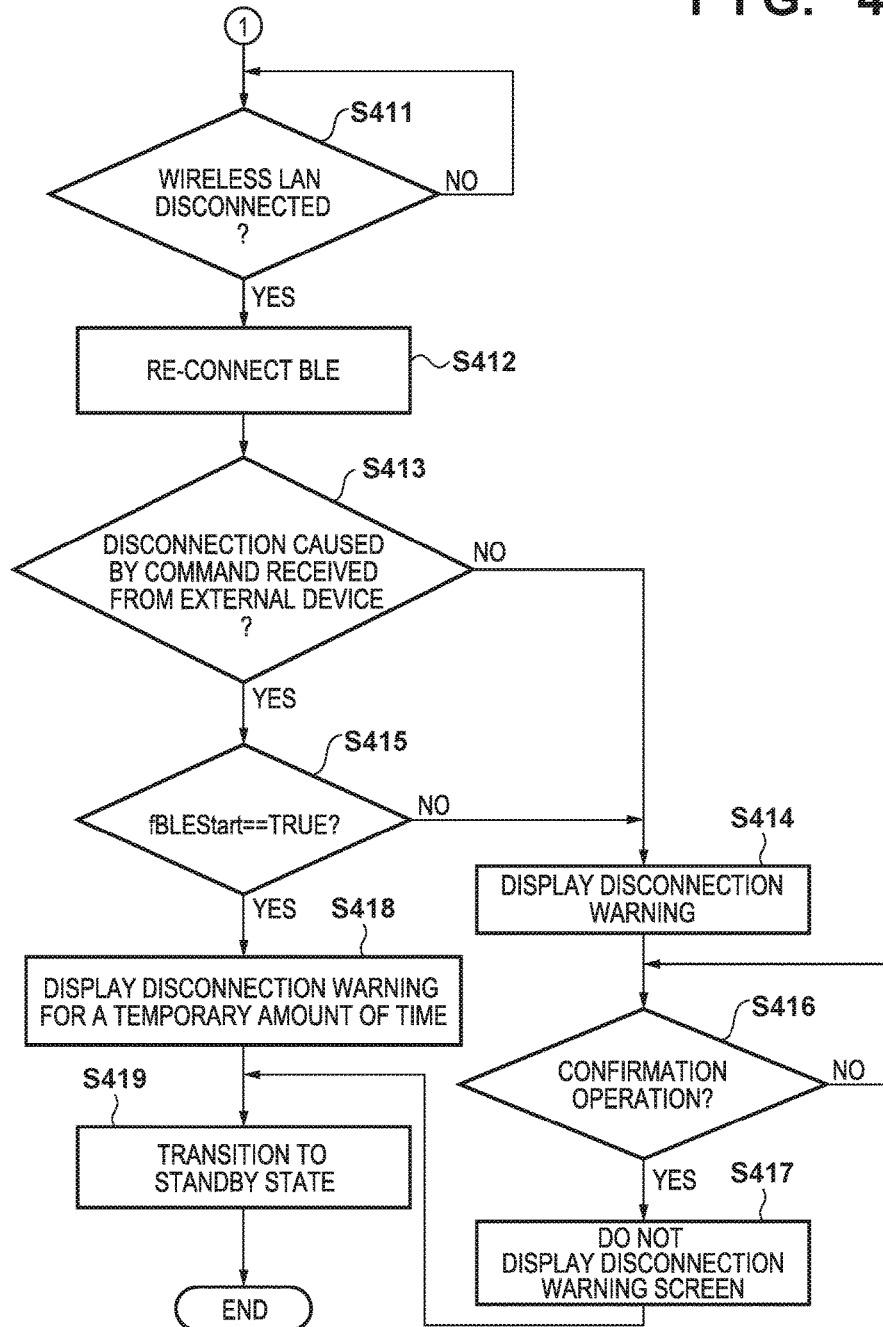 FIG. 4
1
S411
WIRELESS LAN
DISCONNECTED
?
NO
YES
RE-CONNECT BLE
S412
S413
DISCONNECTION CAUSED
BY COMMAND RECEIVED
FROM EXTERNAL DEVICE
?
NO
YES
S415
fBLEStart==TRUE?
NO
S414
DISPLAY DISCONNECTION
WARNING
YES
S418
DISPLAY DISCONNECTION WARNING
FOR A TEMPORARY AMOUNT OF TIME
S416
CONFIRMATION
OPERATION?
NO
S419
TRANSITION TO
STANDBY STATE
YES
S417
DO NOT
DISPLAY DISCONNECTION
WARNING SCREEN
END